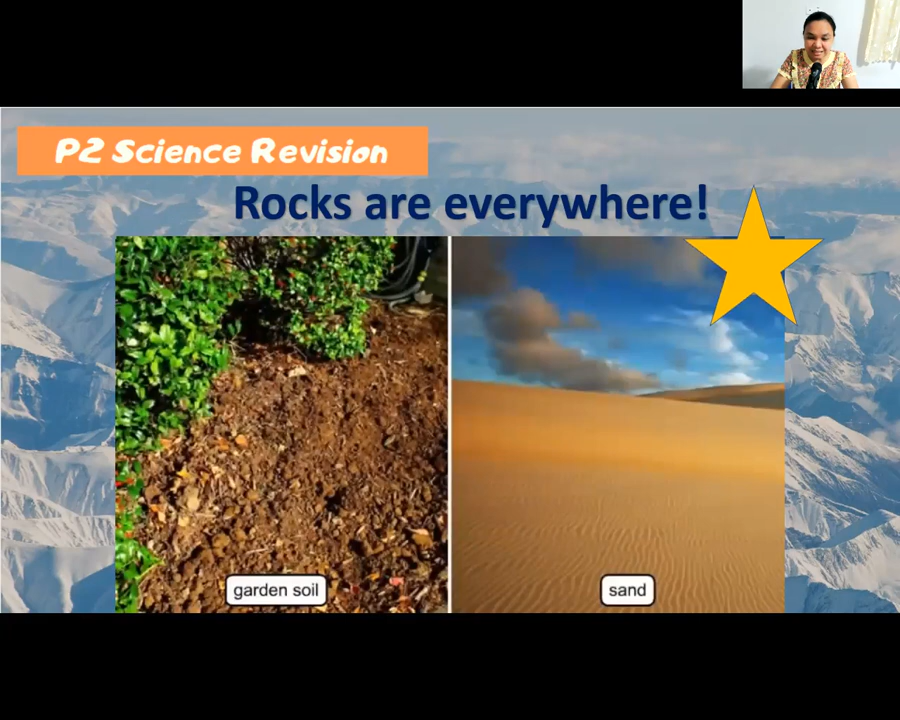 P2 Science Revision
Rocks are everywhere!
garden soil
sand